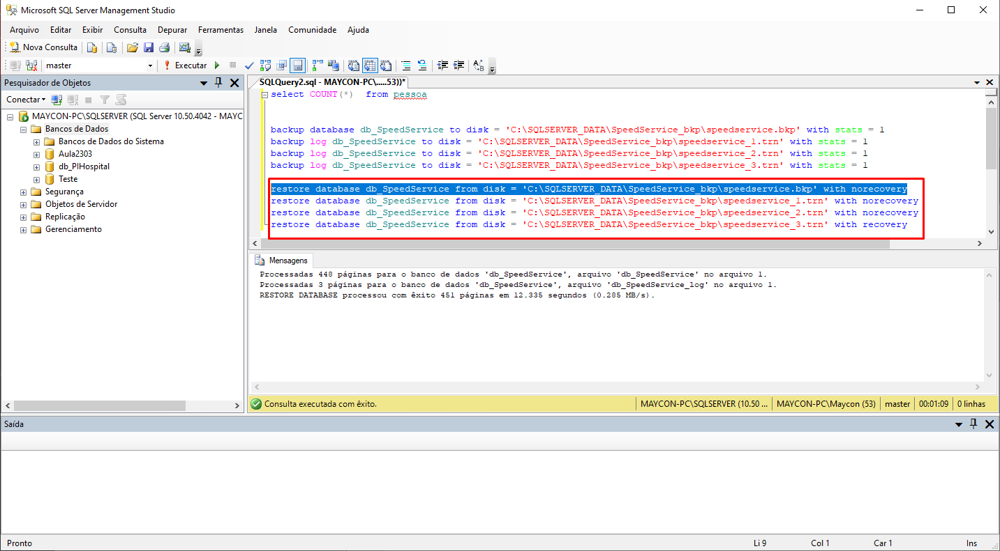 Microsoft SQL Server Management Studio
Arquivo Editar Exibir Consulta Depurar Ferramentas Janela Comunidade Ajuda
Nova Consulta
master Executar
Pesquisador de Objetos
Conectar
MAYCON-PC\SQLSERVER (SQL Server 10.50.4042 - MAYC
Bancos de Dados
Bancos de Dados do Sistema
Aula2303
db_PIHospital
Teste
Segurança
Objetos de Servidor
Replicação
Gerenciamento
SQLQuery2.sql - MAYCON-PC\.....53))*
select COUNT(*) from pessoa
backup database db_SpeedService to disk = 'C:\SQLSERVER_DATA\SpeedService_bkp\speedservice.bkp' with stats = 1
backup log db_SpeedService to disk = 'C:\SQLSERVER_DATA\SpeedService_bkp\speedservice_1.trn' with stats = 1
backup log db_SpeedService to disk = 'C:\SQLSERVER_DATA\SpeedService_bkp\speedservice_2.trn' with stats = 1
backup log db_SpeedService to disk = 'C:\SQLSERVER_DATA\SpeedService_bkp\speedservice_3.trn' with stats = 1
restore database db_SpeedService from disk = 'C:\SQLSERVER_DATA\SpeedService_bkp\speedservice.bkp' with norecovery
restore database db_SpeedService from disk = 'C:\SQLSERVER_DATA\SpeedService_bkp\speedservice_1.trn' with norecovery
restore database db_SpeedService from disk = 'C:\SQLSERVER_DATA\SpeedService_bkp\speedservice_2.trn' with norecovery
restore database db_SpeedService from disk = 'C:\SQLSERVER_DATA\SpeedService_bkp\speedservice_3.trn' with recovery
Mensagens
Processadas 448 páginas para o banco de dados 'db_SpeedService', arquivo 'db_SpeedService' no arquivo 1.
Processadas 3 páginas para o banco de dados 'db_SpeedService', arquivo 'db_SpeedService_log' no arquivo 1.
RESTORE DATABASE processou com êxito 451 páginas em 12.335 segundos (0.285 MB/s).
Consulta executada com êxito. MAYCON-PC\SQLSERVER (10.50 ... MAYCON-PC\Maycon (53) master 00:01:09 0 linhas
Saída
Pronto Li 9 Col 1 Car 1 Ins